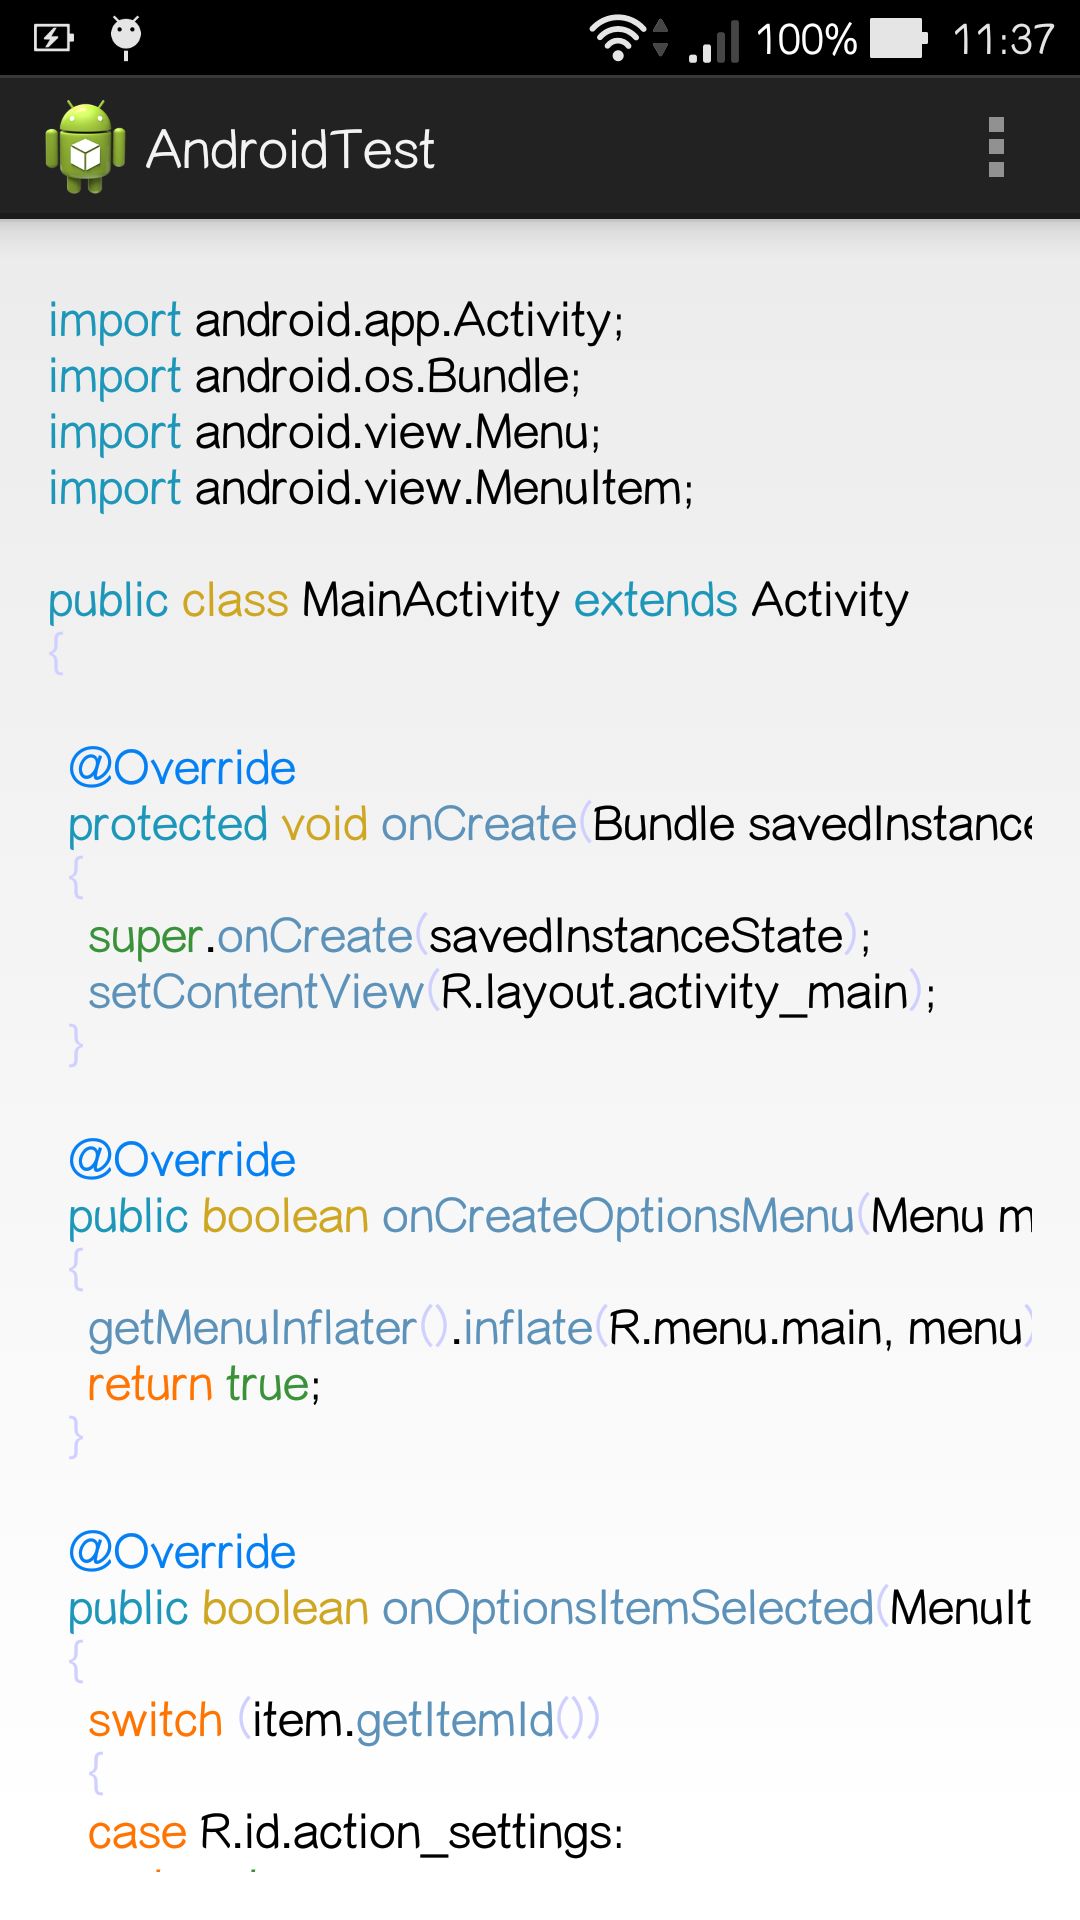 100% 11:37
AndroidTest
import android.app.Activity;
import android.os.Bundle;
import android.view.Menu;
import android.view.MenuItem;
public class MainActivity extends Activity
{
@Override
protected void onCreate(Bundle savedInstance
{
super.onCreate(savedInstanceState);
setContentView(R.layout.activity_main);
}
@Override
public boolean onCreateOptionsMenu(Menu m
{
getMenuInflater().inflate(R.menu.main, menu)
return true;
}
@Override
public boolean onOptionsItemSelected(MenuIt
{
switch (item.getItemId())
{
case R.id.action_settings: